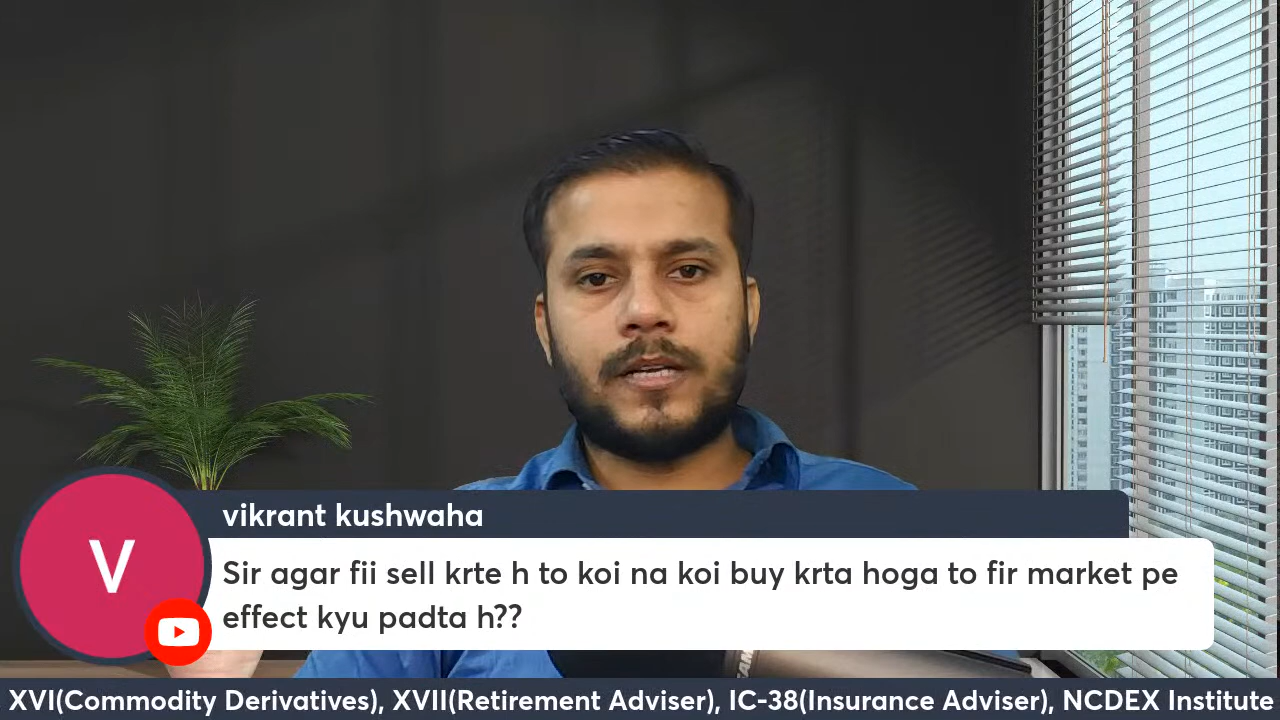 vikrant kushwaha
V
Sir agar fii sell krte h to koi na koi buy krta hoga to fir market pe
effect kyu padta h??
XVI(Commodity Derivatives), XVII(Retirement Adviser), IC-38(Insurance Adviser), NCDEX Institute